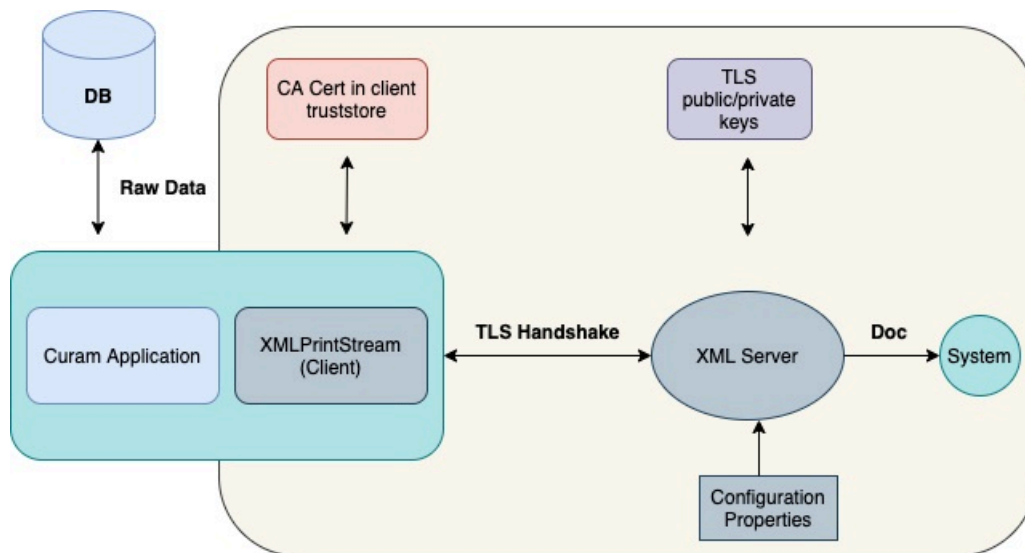 DB
CA Cert in client
truststore
TLS
public/private
keys
Raw Data
Curam Application
XMLPrintStream
(Client)
TLS Handshake
XML Server
Doc
System
Configuration
Properties